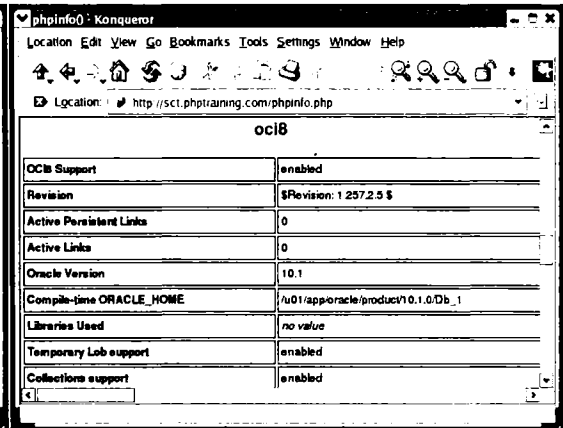 phpinfo() - Konqueror
Location Edit View Go Bookmarks Tools Settings Window Help
Location: http://sct.phptraining.com/phpinfo.php
oci8
OCI8 Support enabled
Revision $Revision: 1.257.2.5 $
Active Persistent Links 0
Active Links 0
Oracle Version 10.1
Compile-time ORACLE_HOME /u01/app/oracle/product/10.1.0/Db_1
Libraries Used no value
Temporary Lob support enabled
Collections support enabled